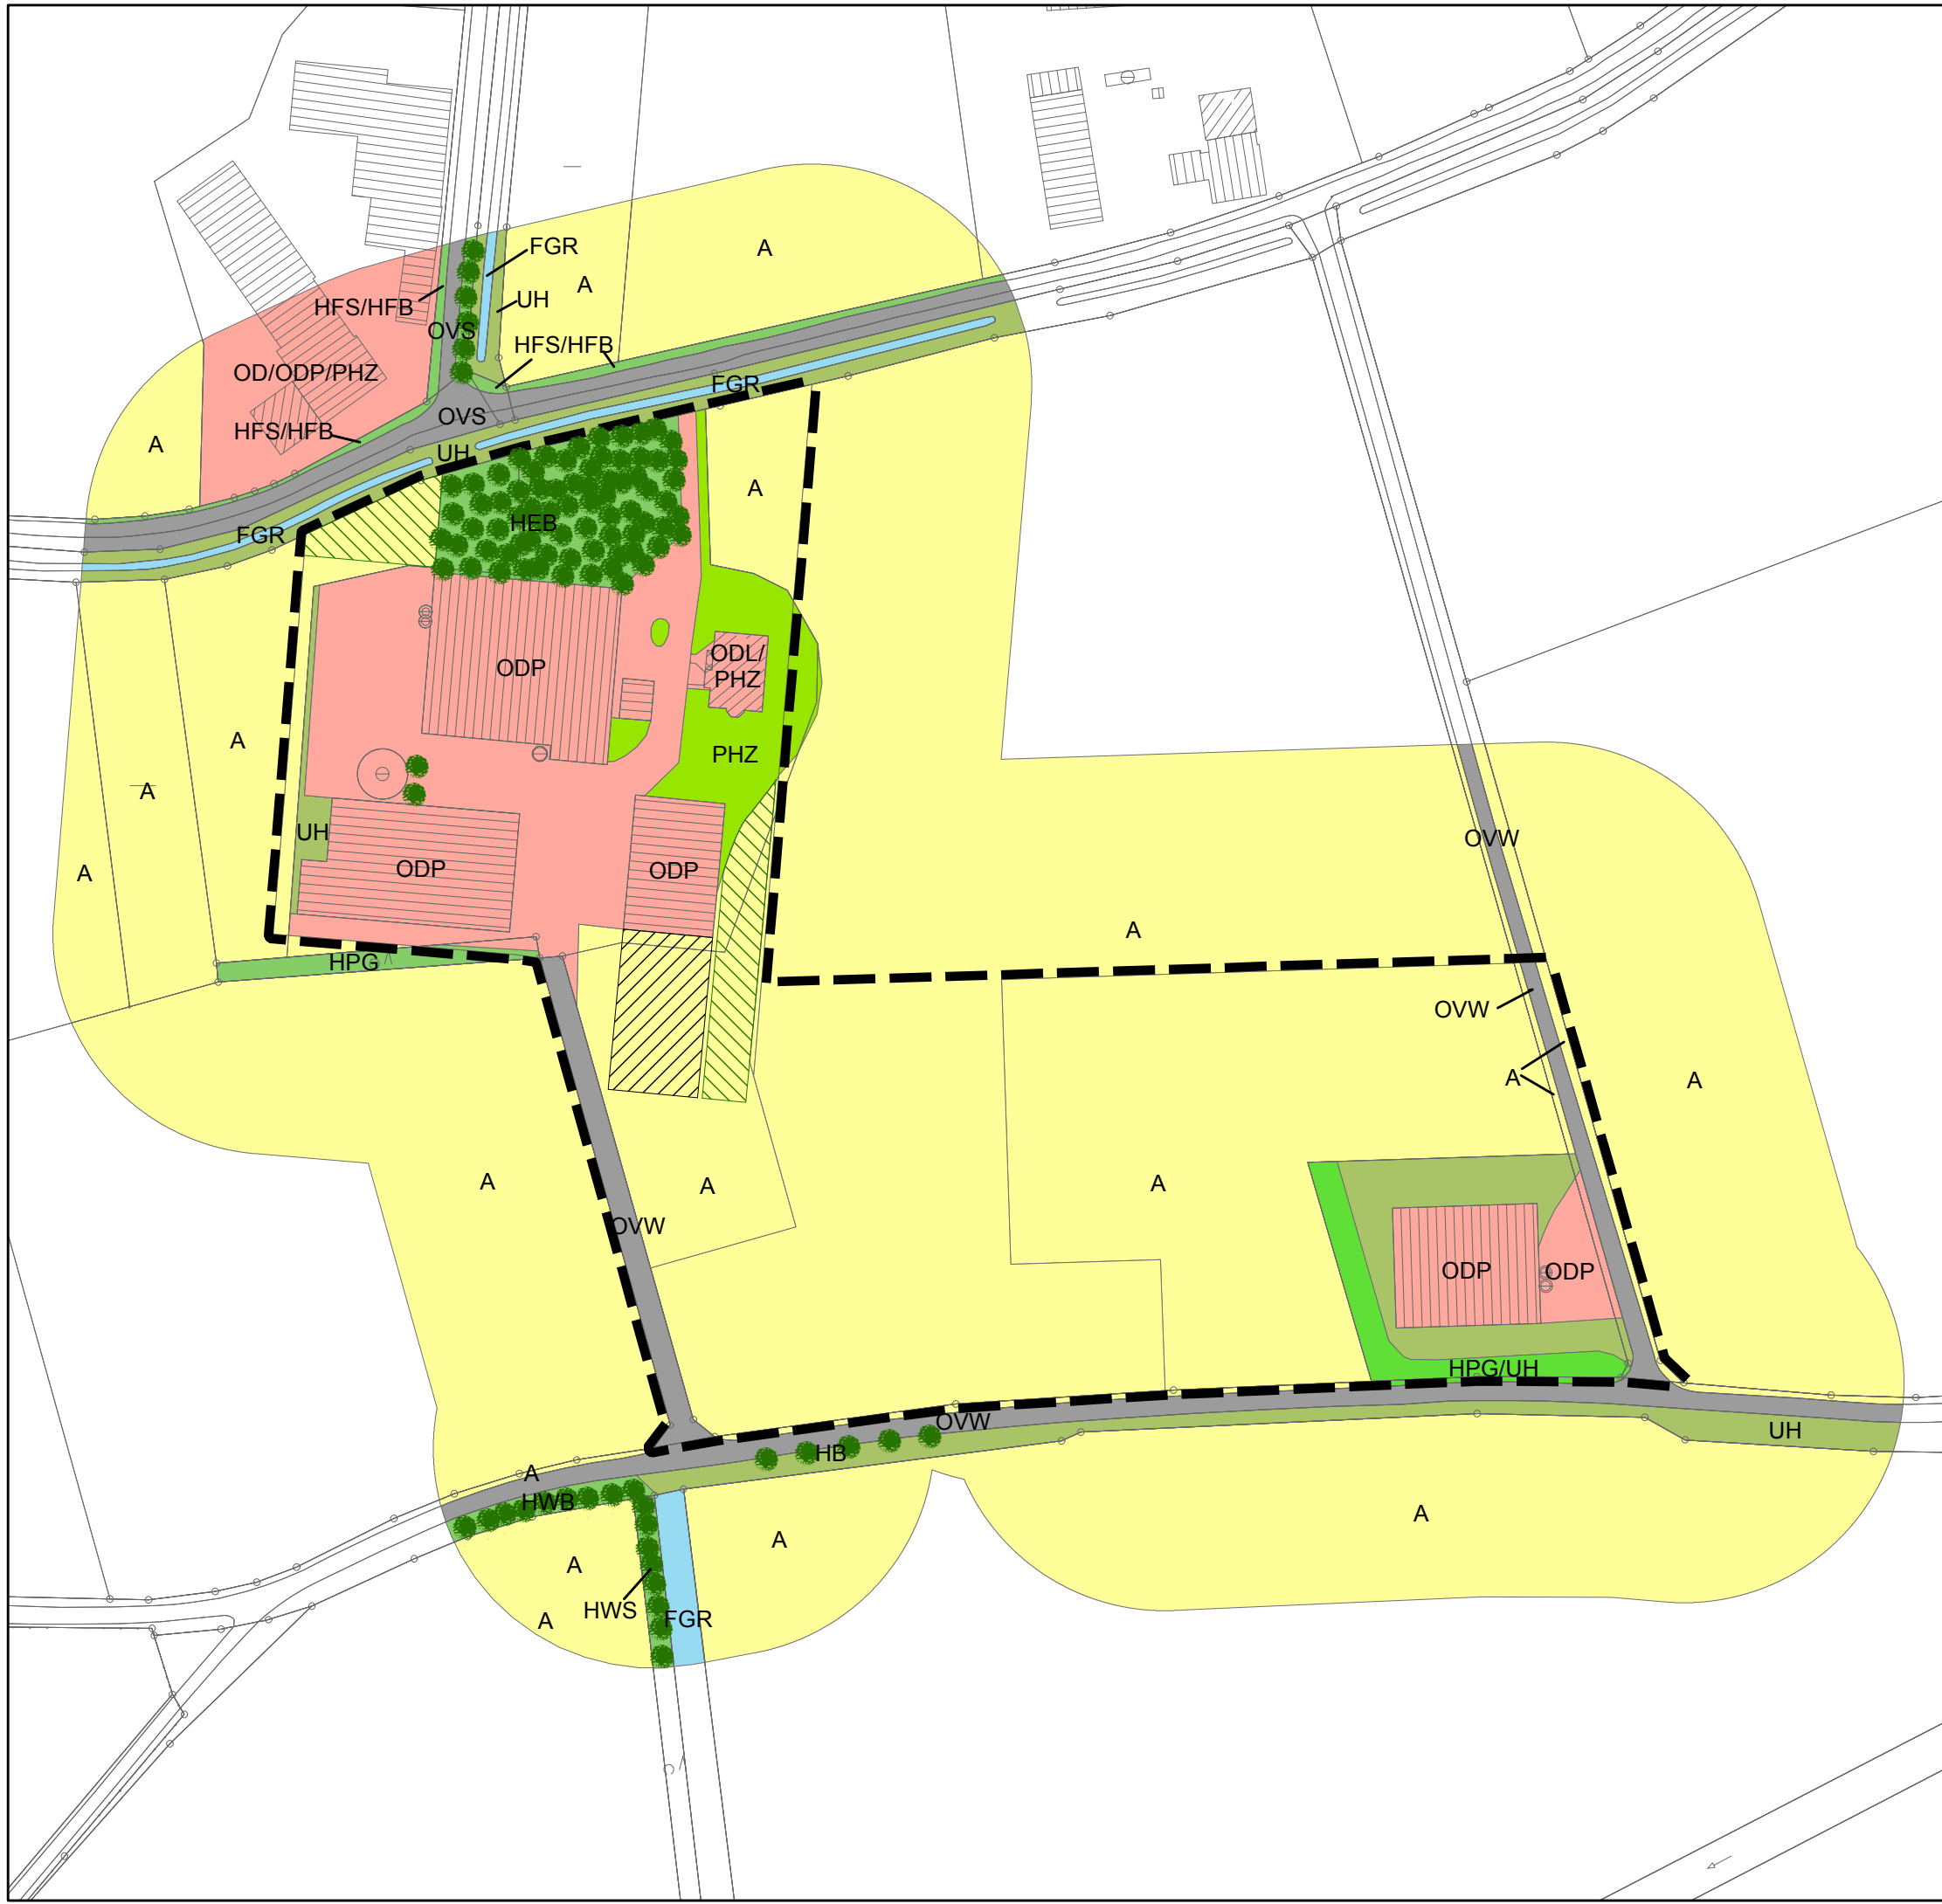 FGR
A
A
HFS/HFB
UH
OVS
HFS/HFB
OD/ODP/PHZ
FGR
OVS
HFS/HFB
A
UH
A
HEB
FGR
ODL/
PHZ
ODP
A
PHZ
A
UH
OVW
ODP
ODP
A
A
HPG
OVW
A
A
A
A
A
OVW
ODP
ODP
HPG/UH
OVW
UH
HB
A
HWB
A
A
A
HWS
A
FGR